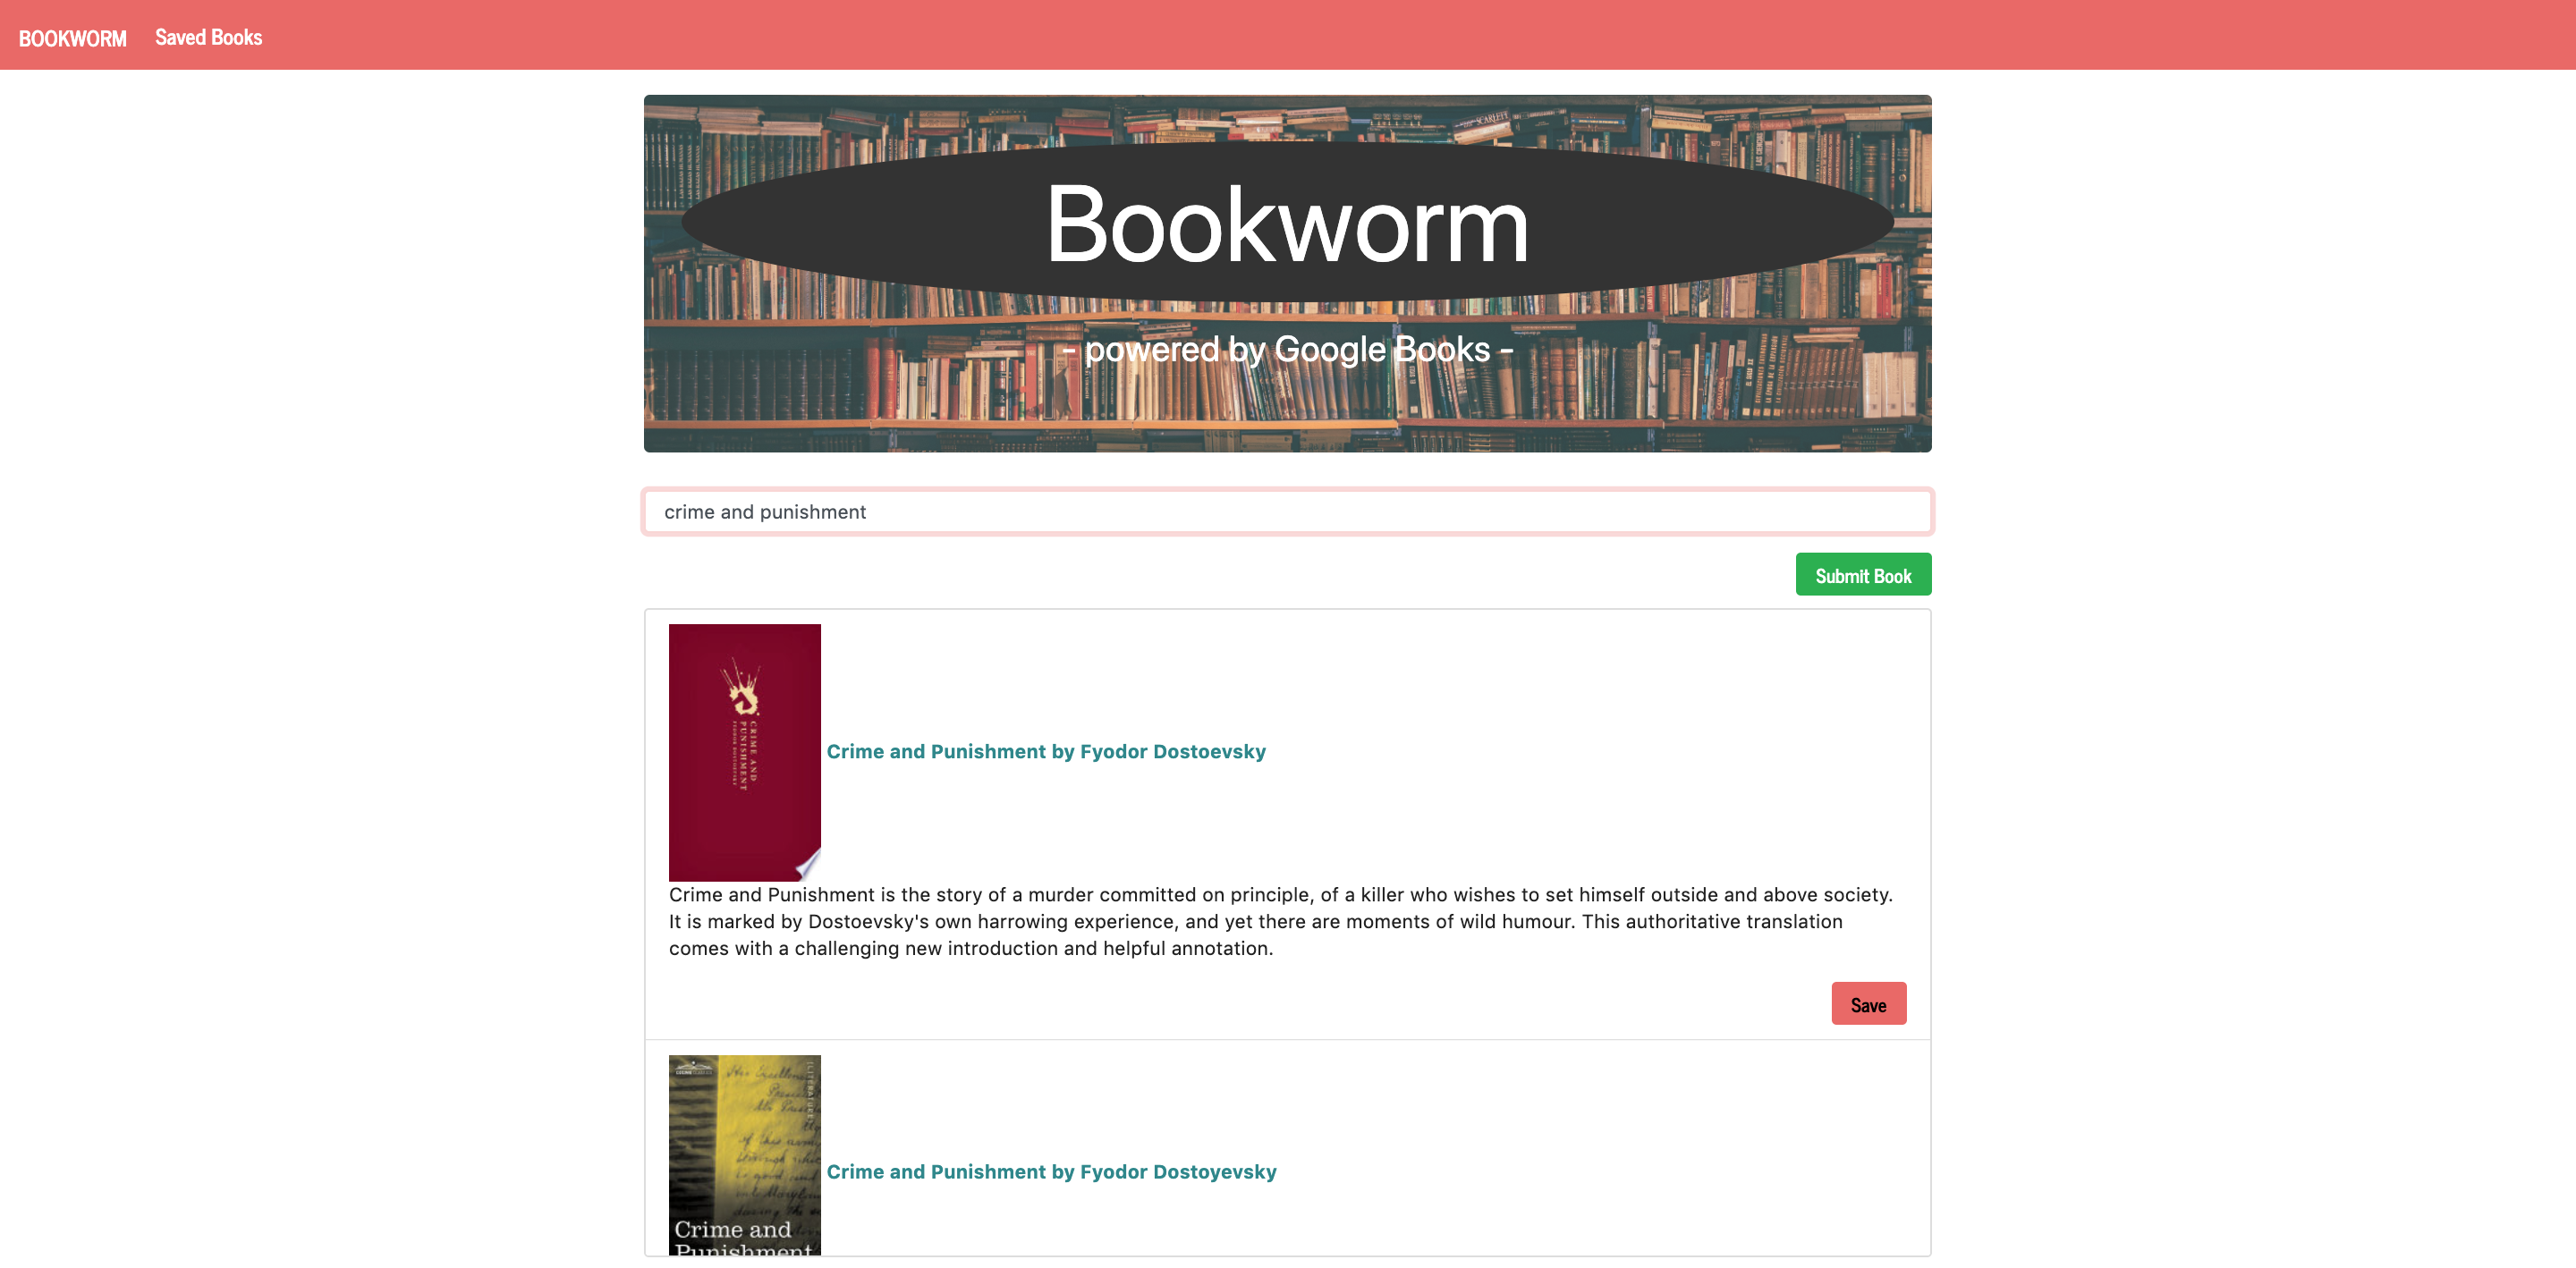 BOOKWORM Saved Books
SCARLETT
Bookworm
- powered by Google Books -
crime and punishment
Submit Book
CRIME AND
PUNISHMENT
FYODOR DOSTOEVSKY
Crime and Punishment by Fyodor Dostoevsky
Crime and Punishment is the story of a murder committed on principle, of a killer who wishes to set himself outside and above society.
It is marked by Dostoevsky's own harrowing experience, and yet there are moments of wild humour. This authoritative translation
comes with a challenging new introduction and helpful annotation.
Save
LITERATURE
Crime and Punishment by Fyodor Dostoyevsky
Crime and
Punishment